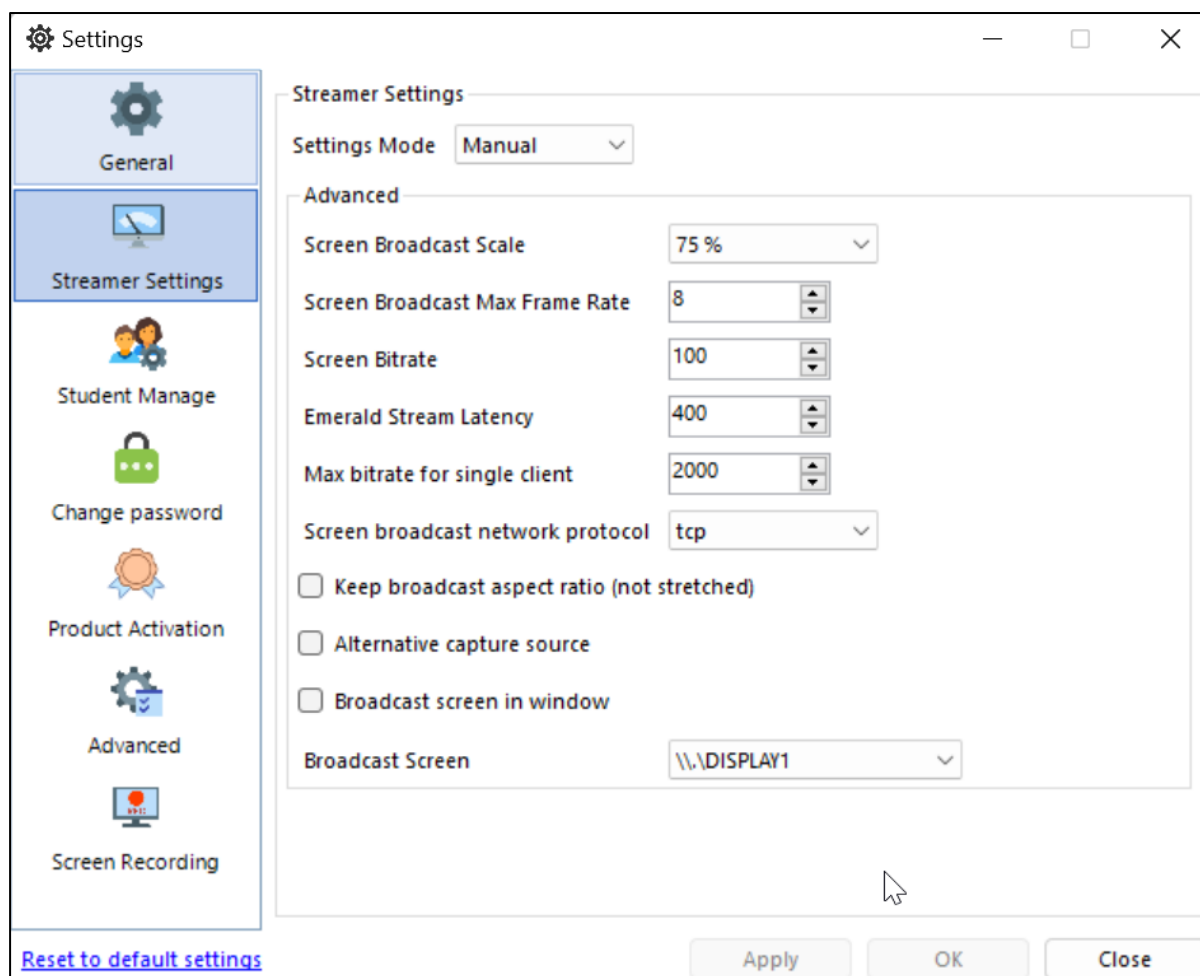 Settings
General
Streamer Settings
Student Manage
Change password
Product Activation
Advanced
Screen Recording
Reset to default settings
Streamer Settings
Settings Mode Manual
Advanced
Screen Broadcast Scale 75 %
Screen Broadcast Max Frame Rate 8
Screen Bitrate 100
Emerald Stream Latency 400
Max bitrate for single client 2000
Screen broadcast network protocol tcp
Keep broadcast aspect ratio (not stretched)
Alternative capture source
Broadcast screen in window
Broadcast Screen \\.\DISPLAY1
Apply OK Close